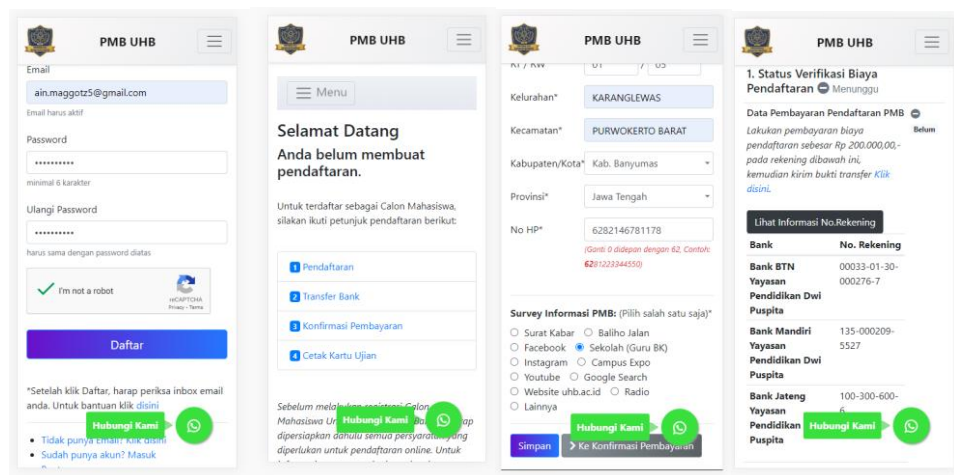 PMB UHB
Email
ain.maggotz5@gmail.com
Email harus aktif
Password
••••••••••
minimal 6 karakter
Ulangi Password
••••••••••
harus sama dengan password diatas
I'm not a robot
reCAPTCHA
Privacy - Terms
Daftar
*Setelah klik Daftar, harap periksa inbox email
anda. Untuk bantuan klik disini
Hubungi Kami
Tidak punya Email? Klik disini
Sudah punya akun? Masuk
PMB UHB
Menu
Selamat Datang
Anda belum membuat
pendaftaran.
Untuk terdaftar sebagai Calon Mahasiswa,
silakan ikuti petunjuk pendaftaran berikut:
1 Pendaftaran
2 Transfer Bank
3 Konfirmasi Pembayaran
4 Cetak Kartu Ujian
Sebelum melakukan registrasi Calon
Mahasiswa
Hubungi Kami
dipersiapkan dahulu semua persyaratan yang
diperlukan untuk pendaftaran online. Untuk
PMB UHB
RT / RW 01 / 05
Kelurahan* KARANGLEWAS
Kecamatan* PURWOKERTO BARAT
Kabupaten/Kota* Kab. Banyumas
Provinsi* Jawa Tengah
No HP* 6282146781178
(Ganti 0 didepan dengan 62, Contoh:
6281223344550)
Survey Informasi PMB: (Pilih salah satu saja)*
Surat Kabar Baliho Jalan
Facebook Sekolah (Guru BK)
Instagram Campus Expo
Youtube Google Search
Website uhb.ac.id Radio
Lainnya
Hubungi Kami
Simpan Ke Konfirmasi Pembayaran
PMB UHB
1. Status Verifikasi Biaya
Pendaftaran Menunggu
Data Pembayaran Pendaftaran PMB
Belum
Lakukan pembayaran biaya
pendaftaran sebesar Rp 200.000,00,-
pada rekening dibawah ini,
kemudian kirim bukti transfer Klik
disini.
Lihat Informasi No.Rekening
Bank No. Rekening
Bank BTN 00033-01-30-
Yayasan 000276-7
Pendidikan Dwi
Puspita
Bank Mandiri 135-000209-
Yayasan 5527
Pendidikan Dwi
Puspita
Bank Jateng 100-300-600-
Yayasan 6
Pendidikan
Hubungi Kami
Puspita